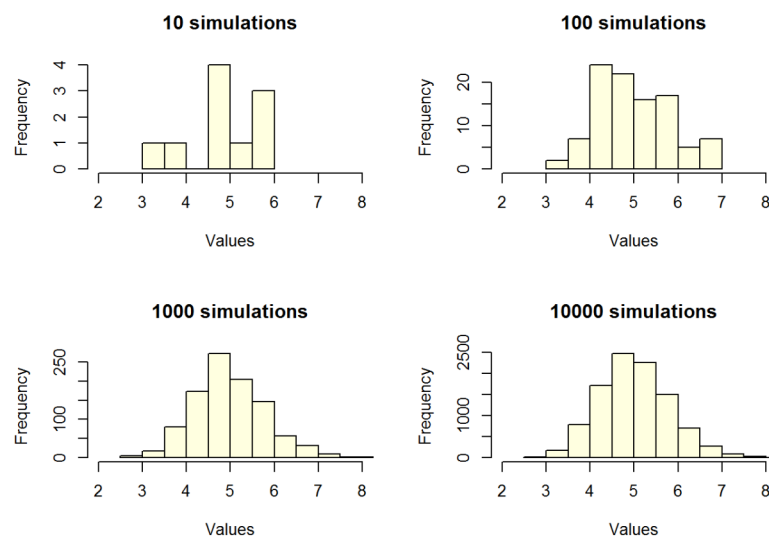 10 simulations
Frequency
4
3
2
1
0
2 3 4 5 6 7 8
Values
100 simulations
Frequency
20
10
0
2 3 4 5 6 7 8
Values
1000 simulations
Frequency
250
100
0
2 3 4 5 6 7 8
Values
10000 simulations
Frequency
2500
1000
0
2 3 4 5 6 7 8
Values